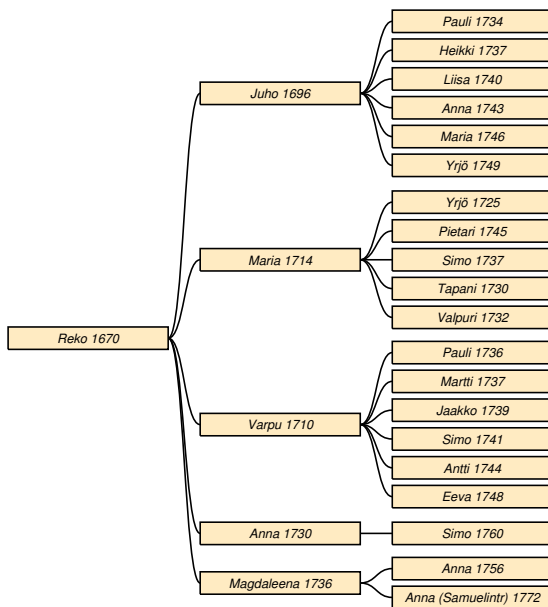 Reko 1670
Juho 1696
Pauli 1734
Heikki 1737
Liisa 1740
Anna 1743
Maria 1746
Yrjö 1749
Maria 1714
Yrjö 1725
Pietari 1745
Simo 1737
Tapani 1730
Valpuri 1732
Varpu 1710
Pauli 1736
Martti 1737
Jaakko 1739
Simo 1741
Antti 1744
Eeva 1748
Anna 1730
Simo 1760
Magdaleena 1736
Anna 1756
Anna (Samuelintr) 1772